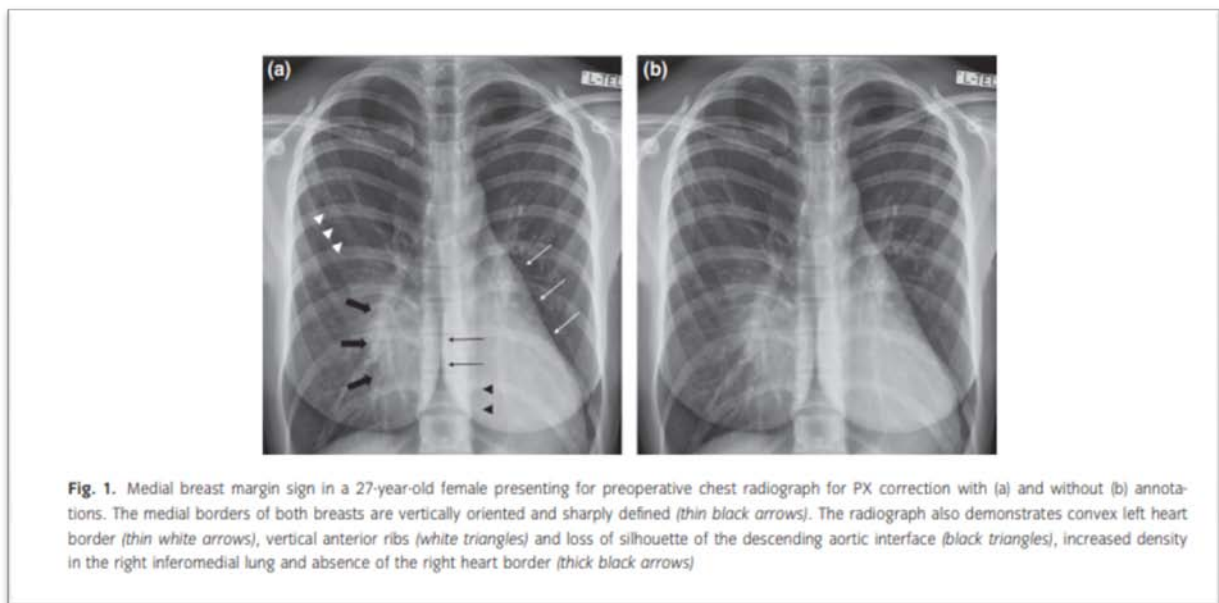 (a)
(b)
Fig. 1. Medial breast margin sign in a 27-year-old female presenting for preoperative chest radiograph for PX correction with (a) and without (b) annota-
tions. The medial borders of both breasts are vertically oriented and sharply defined (thin black arrows). The radiograph also demonstrates convex left heart
border (thin white arrows), vertical anterior ribs (white triangles) and loss of silhouette of the descending aortic interface (black triangles), increased density
in the right inferomedial lung and absence of the right heart border (thick black arrows)